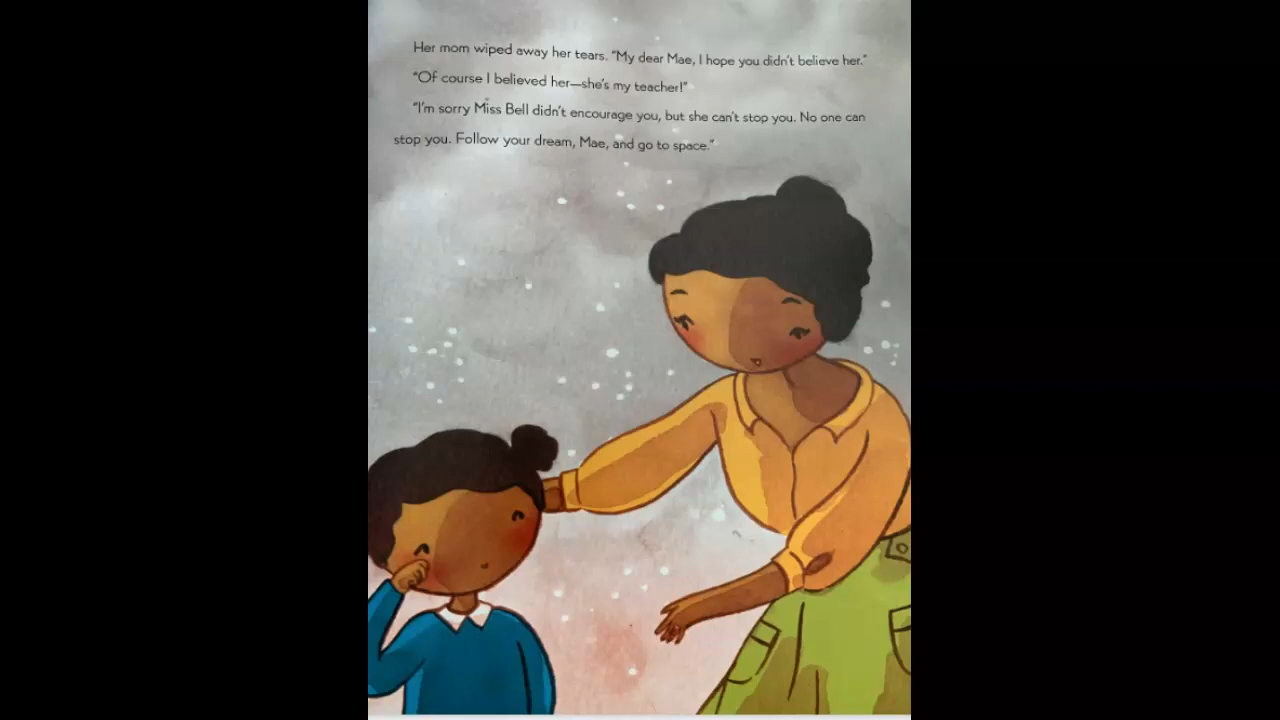 Her mom wiped away her tears. “My dear Mae, I hope you didn’t believe her.”
“Of course I believed her—she’s my teacher!”
“I’m sorry Miss Bell didn’t encourage you, but she can’t stop you. No one can
stop you. Follow your dream, Mae, and go to space.”